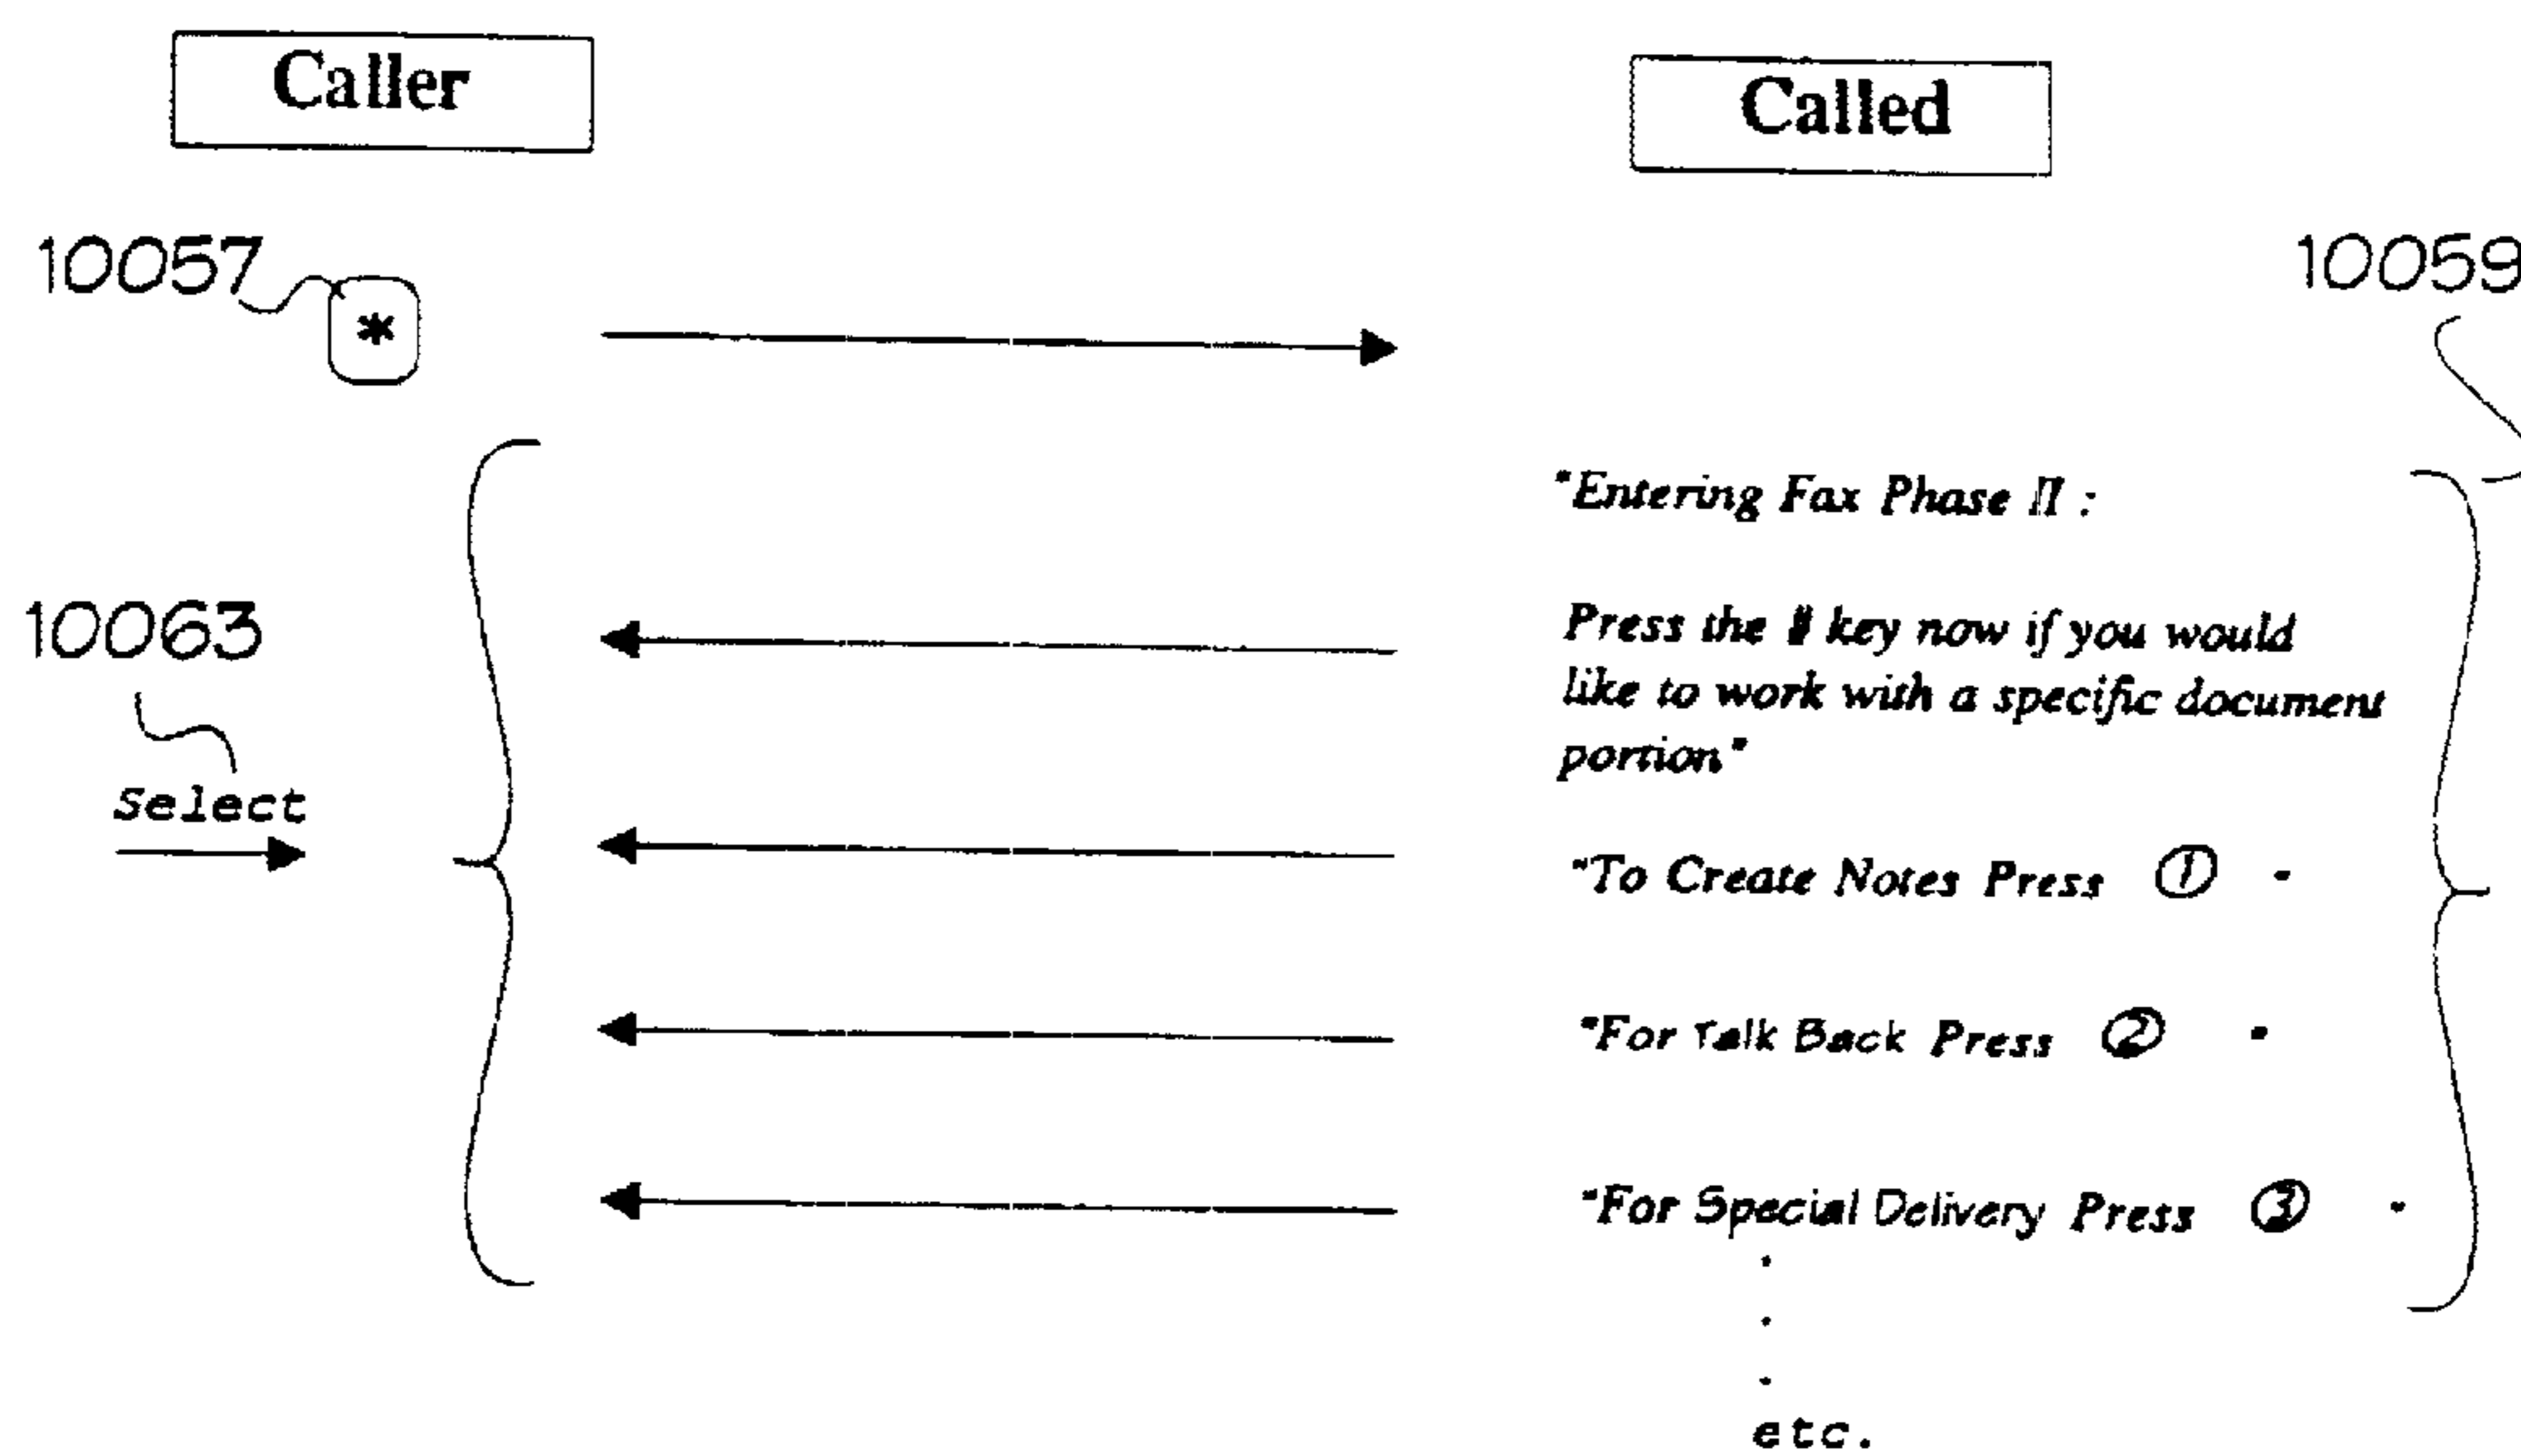 Caller
Called
10057
*
10059
"Entering Fax Phase II :
Press the # key now if you would
like to work with a specific document
portion"
10063
Select
"To Create Notes Press ① "
"For Talk Back Press ② "
"For Special Delivery Press ③ "
.
.
.
etc.